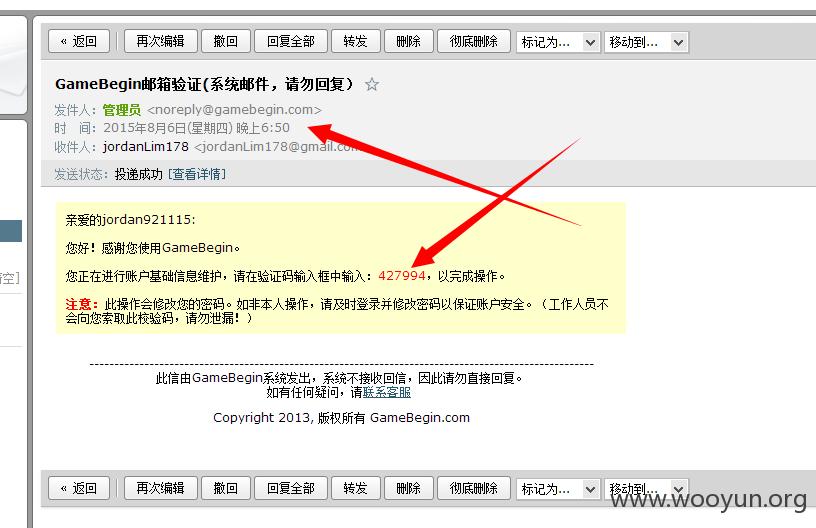 « 返回 再次编辑 撤回 回复全部 转发 删除 彻底删除 标记为... 移动到...
GameBegin邮箱验证(系统邮件，请勿回复) ☆
发件人：管理员 <noreply@gamebegin.com>
时 间：2015年8月6日(星期四) 晚上6:50
收件人：jordanLim178 <jordanLim178@gmail.com
发送状态：投递成功 [查看详情]
亲爱的jordan921115:
您好！感谢您使用GameBegin。
您正在进行账户基础信息维护，请在验证码输入框中输入：427994，以完成操作。
注意：此操作会修改您的密码。如非本人操作，请及时登录并修改密码以保证账户安全。（工作人员不
会向您索取此校验码，请勿泄漏！）
空]
此信由GameBegin系统发出，系统不接收回信，因此请勿直接回复。
如有任何疑问，请联系客服
Copyright 2013, 版权所有 GameBegin.com
« 返回 再次编辑 撤回 回复全部 转发 删除 彻底删除 标记为... 移动到...
www.wooyun.org